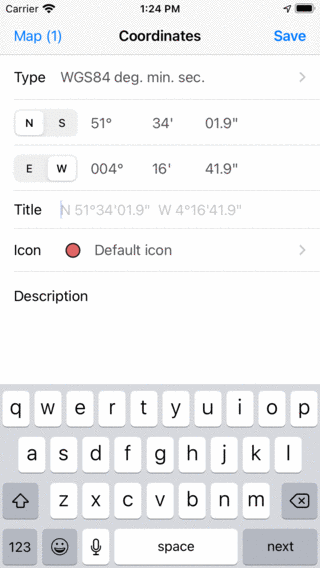 Carrier 1:24 PM
Map (1) Coordinates Save
Type WGS84 deg. min. sec.
N S 51° 34' 01.9"
E W 004° 16' 41.9"
Title N 51°34'01.9" W 4°16'41.9"
Icon Default icon
Description
q w e r t y u i o p
a s d f g h j k l
z x c v b n m
123 space next